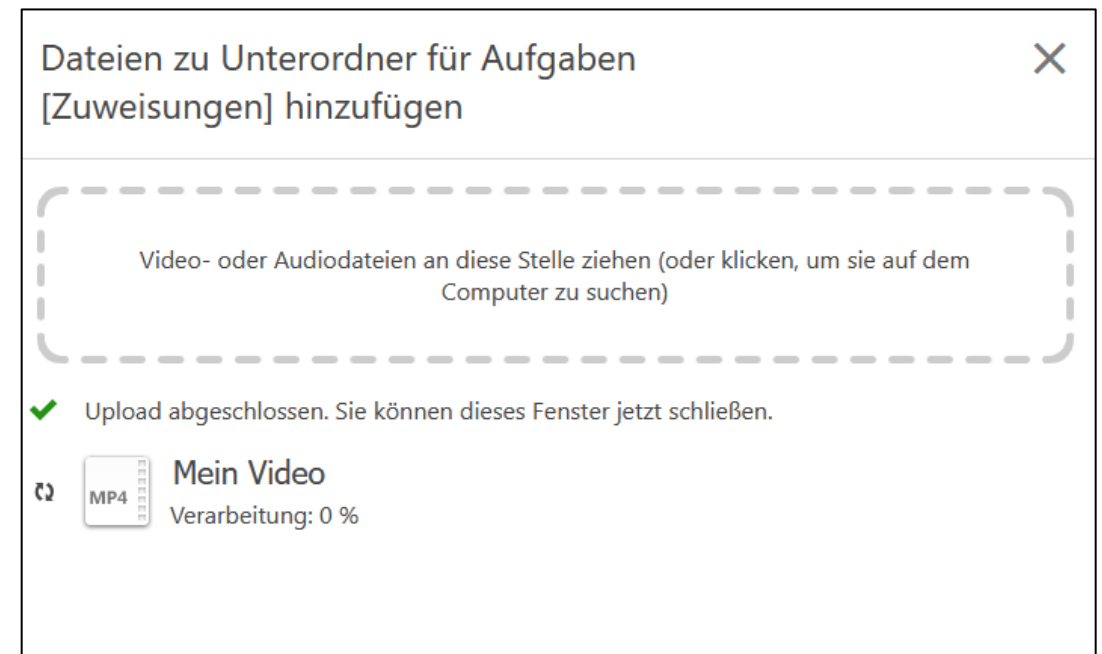 Dateien zu Unterordner für Aufgaben
[Zuweisungen] hinzufügen
Video- oder Audiodateien an diese Stelle ziehen (oder klicken, um sie auf dem
Computer zu suchen)
Upload abgeschlossen. Sie können dieses Fenster jetzt schließen.
MP4
Mein Video
Verarbeitung: 0 %